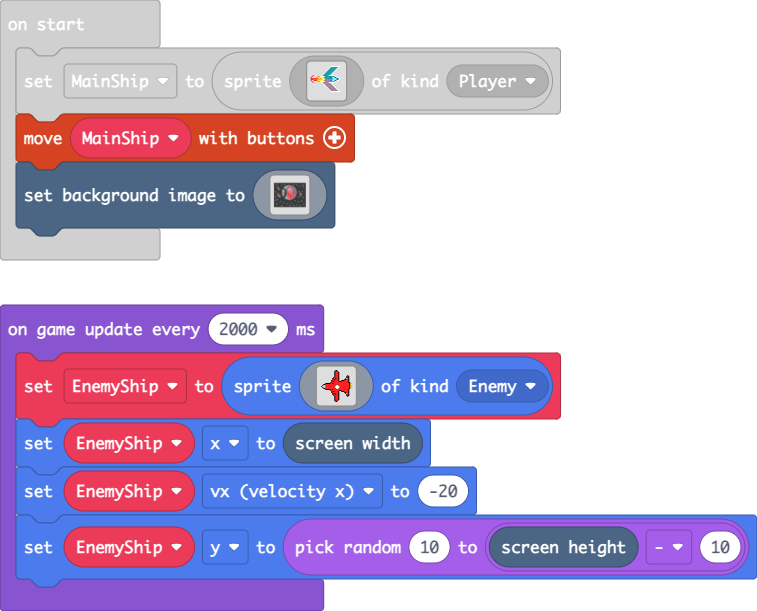 on start
set MainShip to sprite of kind Player
move MainShip with buttons
set background image to
on game update every 2000 ms
set EnemyShip to sprite of kind Enemy
set EnemyShip x to screen width
set EnemyShip vx (velocity x) to -20
set EnemyShip y to pick random 10 to screen height - 10